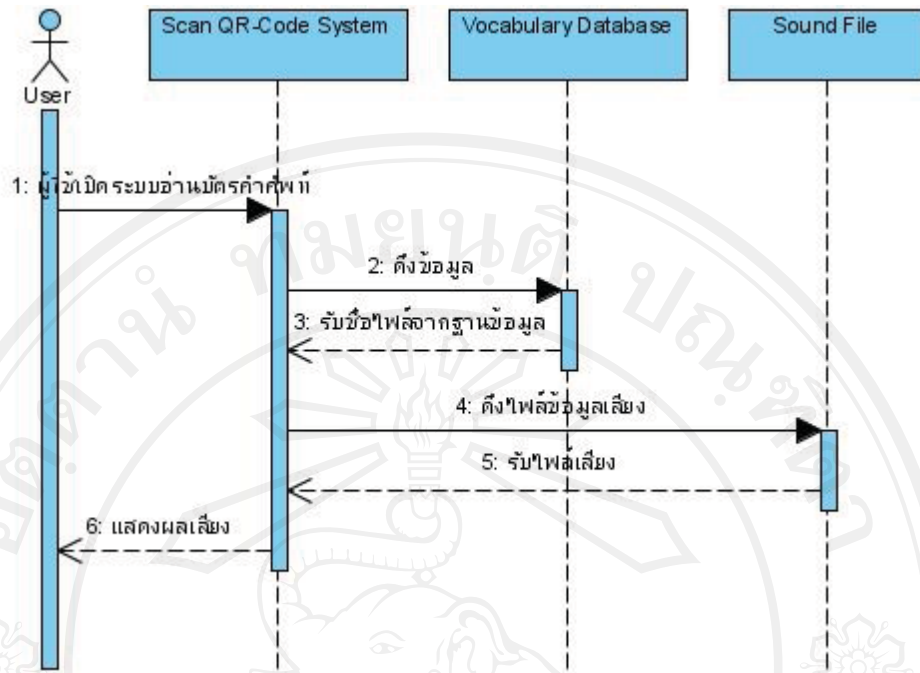 Scan QR-Code System
Vocabulary Database
Sound File
User
1: ผู้ใช้เปิดระบบอ่านบัตรคำศัพท์
2: ดึงข้อมูล
3: รับชื่อไฟล์จากฐานข้อมูล
4: ดึงไฟล์ข้อมูลเสียง
5: รับไฟล์เสียง
6: แสดงผลเสียง